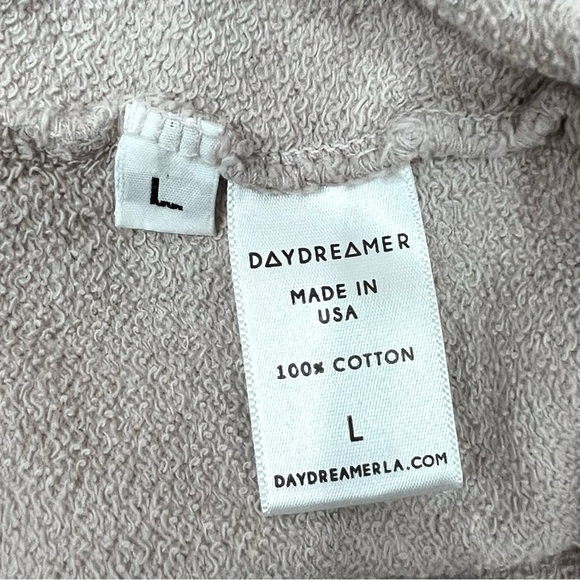 L
DAYDREAMER
MADE IN
USA
100% COTTON
L
DAYDREAMERLA.COM